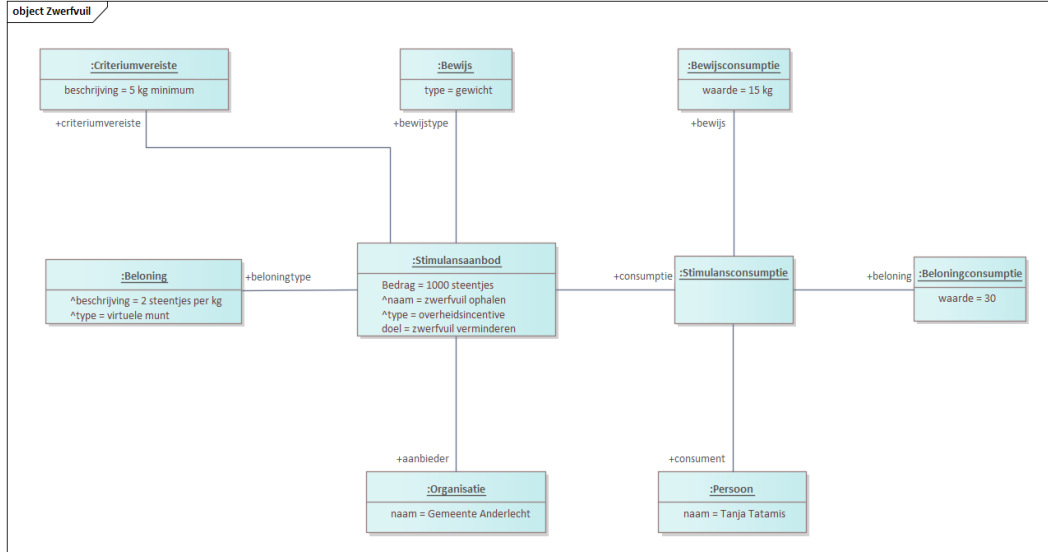 object Zwerfvuil
:Criteriumvereiste
beschrijving = 5 kg minimum
+criteriumvereiste
:Bewijs
type = gewicht
+bewijstype
:Bewijsconsumptie
waarde = 15 kg
+bewijs
:Beloning
^beschrijving = 2 steentjes per kg
^type = virtuele munt
+beloningtype
:Stimulansaanbod
Bedrag = 1000 steentjes
^naam = zwerfvuil ophalen
^type = overheidsincentive
doel = zwerfvuil verminderen
+consumptie
:Stimulansconsumptie
+beloning
:Beloningconsumptie
waarde = 30
+aanbieder
:Organisatie
naam = Gemeente Anderlecht
+consument
:Persoon
naam = Tanja Tatamis